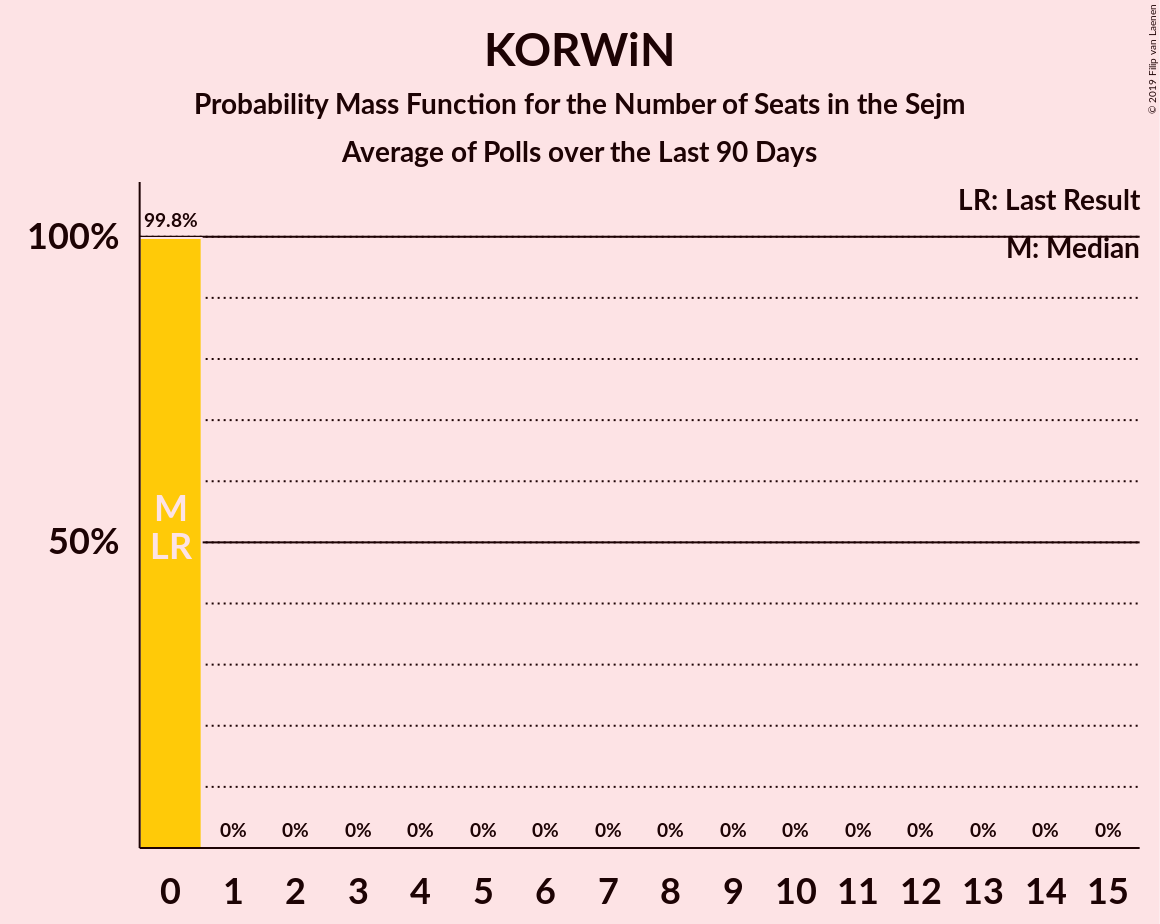 KORWiN
Probability Mass Function for the Number of Seats in the Sejm
Average of Polls over the Last 90 Days
© 2019 Filip van Laenen
LR: Last Result
M: Median
99.8%
100%
50%
M
LR
0% 0% 0% 0% 0% 0% 0% 0% 0% 0% 0% 0% 0% 0% 0%
0 1 2 3 4 5 6 7 8 9 10 11 12 13 14 15